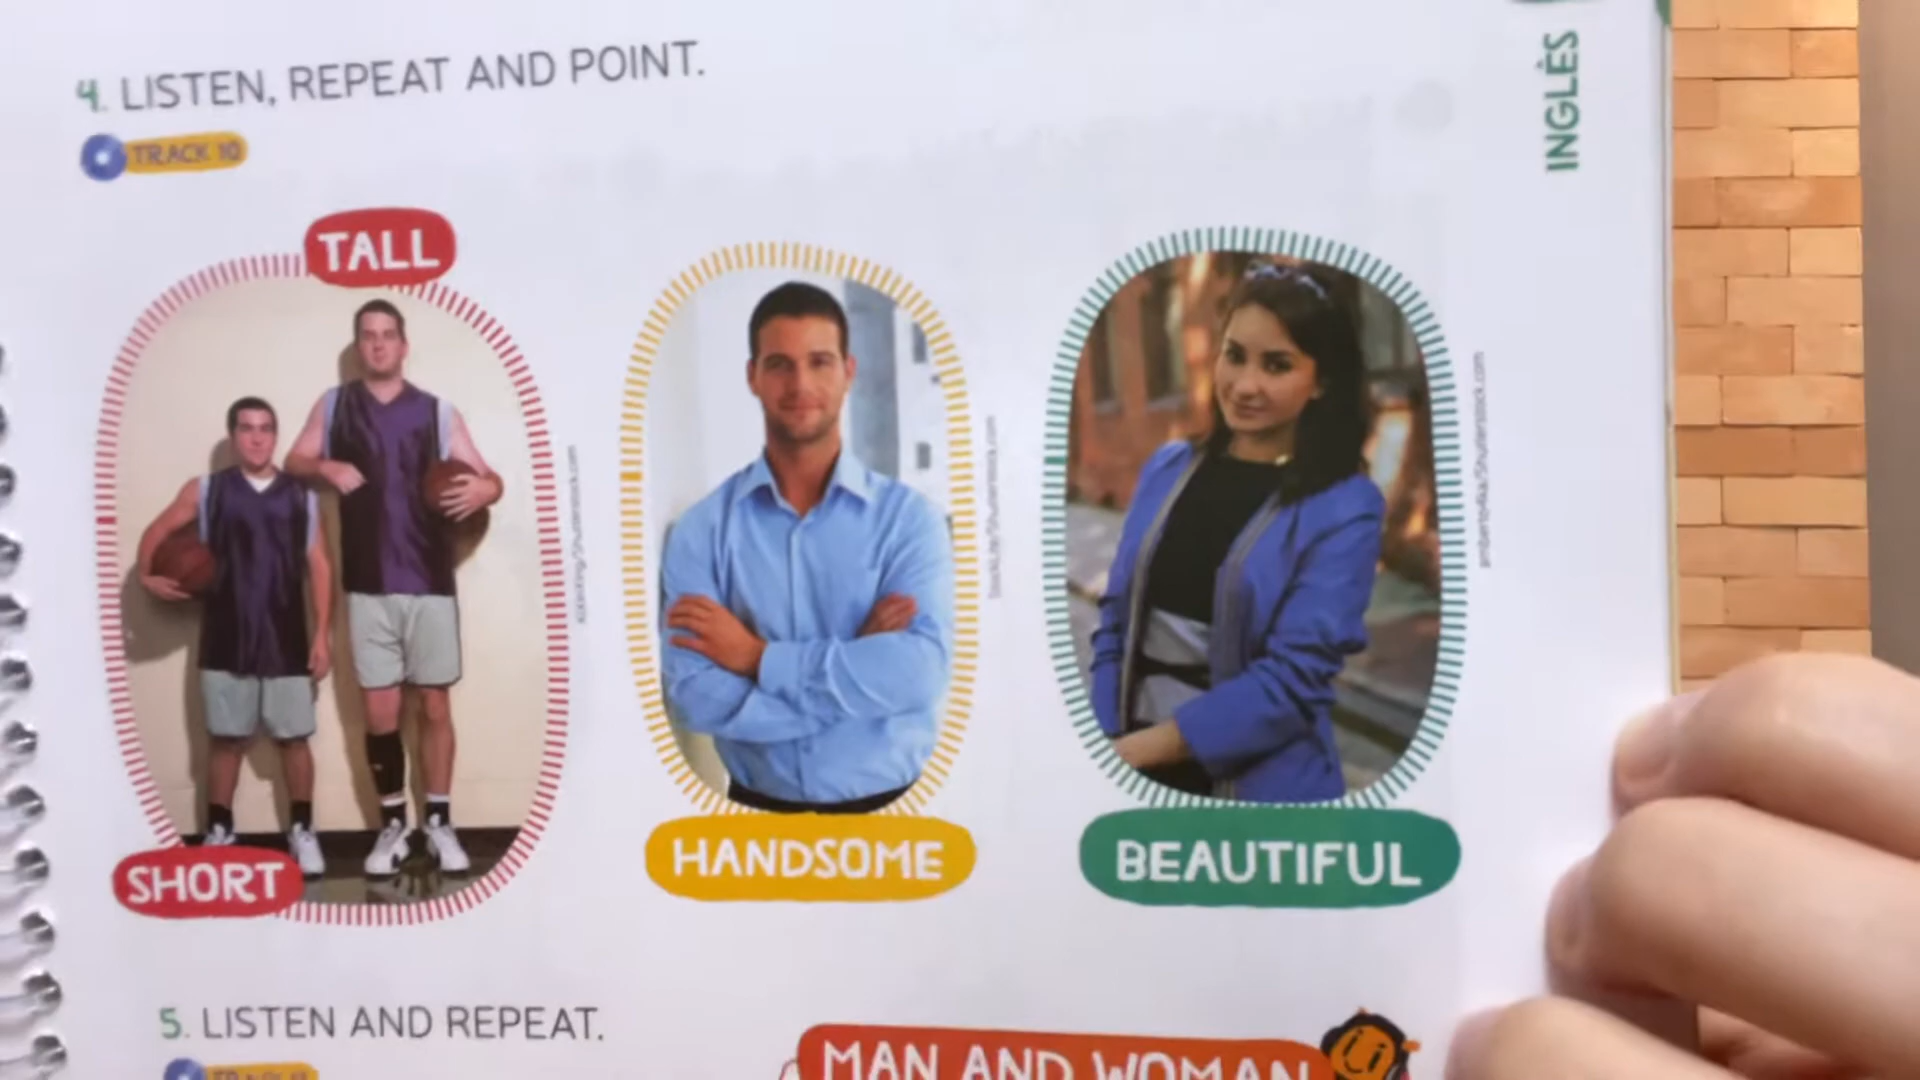 4. LISTEN, REPEAT AND POINT.
TRACK 10
INGLÊS
TALL
SHORT
HANDSOME
BEAUTIFUL
5. LISTEN AND REPEAT.
MAN AND WOMAN